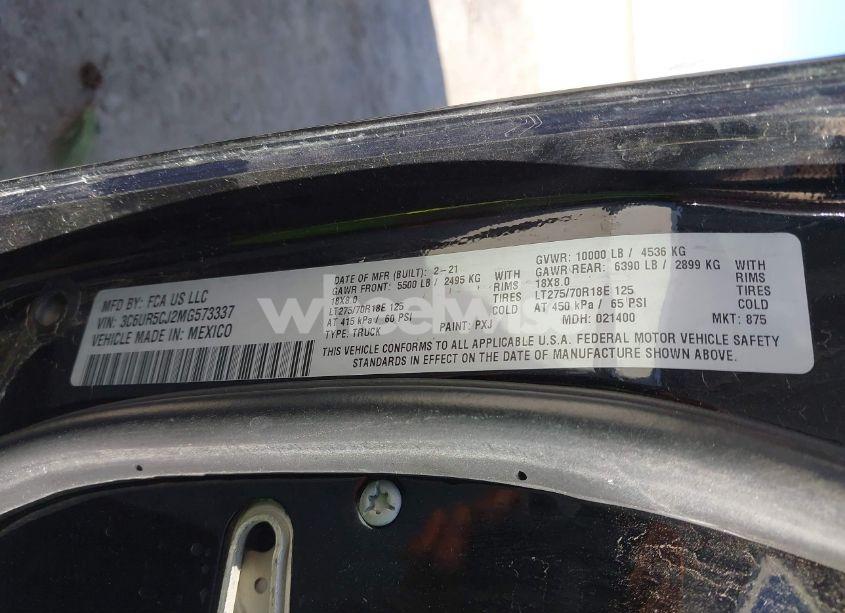 MFD BY: FCA US LLC
VIN: 3C6UR5CJ2MG573337
VEHICLE MADE IN: MEXICO
DATE OF MFR (BUILT): 2-21
GAWR FRONT: 5500 LB / 2495 KG WITH
18X8.0 RIMS
LT275/70R18E 125 TIRES
AT 415 kPa / 60 PSI COLD
TYPE: TRUCK PAINT: PXJ
GVWR: 10000 LB / 4536 KG
GAWR REAR: 6390 LB / 2899 KG WITH
18X8.0 RIMS
LT275/70R18E 125 TIRES
AT 450 kPa / 65 PSI COLD
MDH: 021400 MKT: 875
THIS VEHICLE CONFORMS TO ALL APPLICABLE U.S.A. FEDERAL MOTOR VEHICLE SAFETY
STANDARDS IN EFFECT ON THE DATE OF MANUFACTURE SHOWN ABOVE.